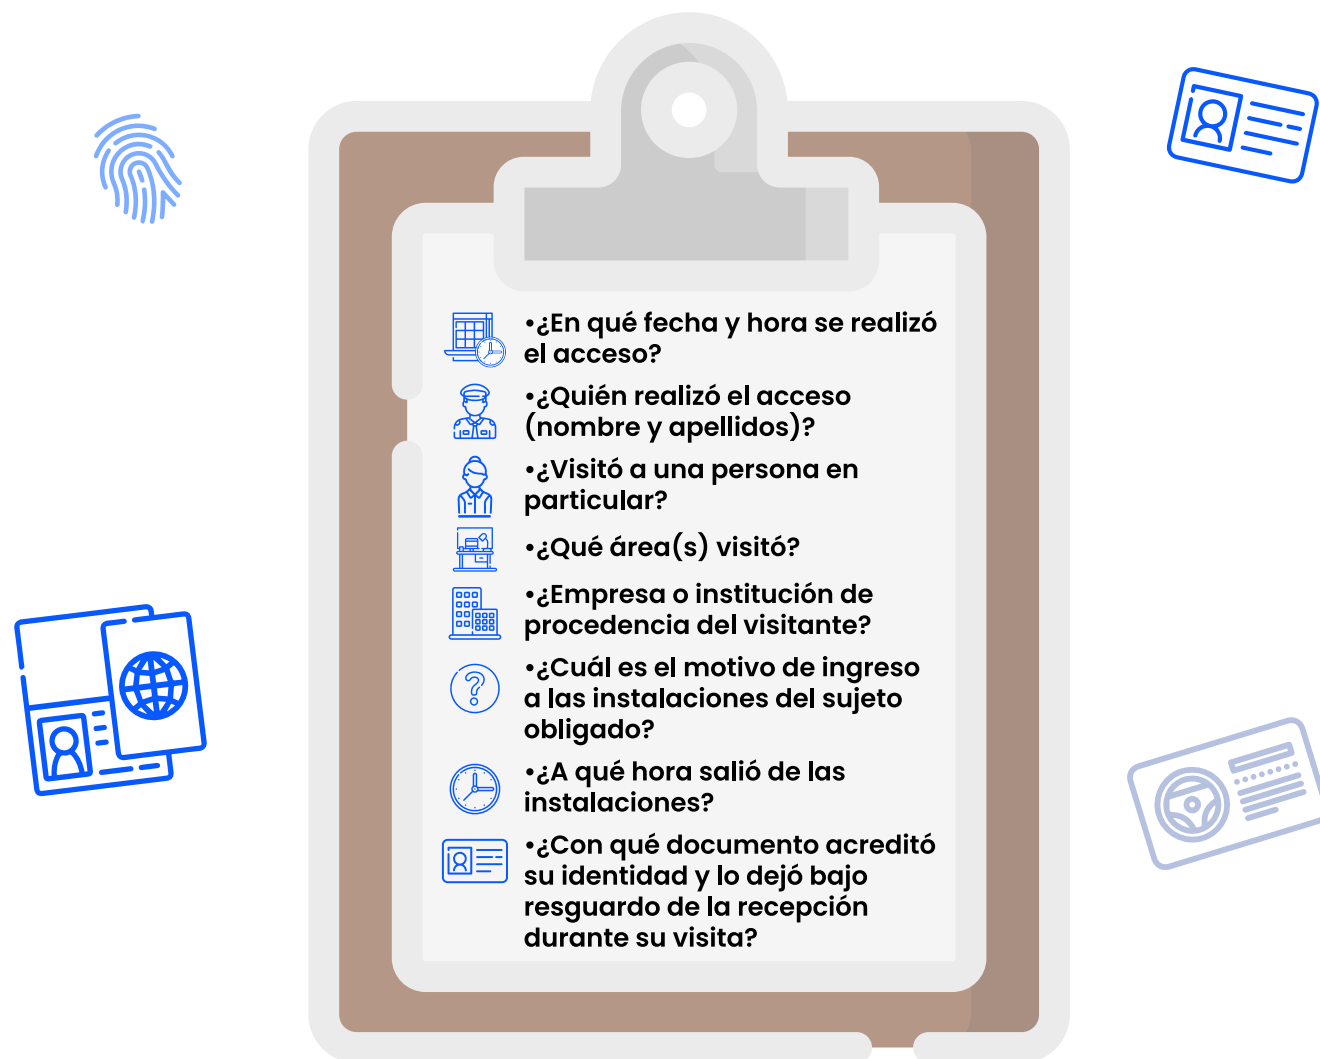 •¿En qué fecha y hora se realizó
el acceso?
•¿Quién realizó el acceso
(nombre y apellidos)?
•¿Visitó a una persona en
particular?
•¿Qué área(s) visitó?
•¿Empresa o institución de
procedencia del visitante?
•¿Cuál es el motivo de ingreso
a las instalaciones del sujeto
obligado?
•¿A qué hora salió de las
instalaciones?
•¿Con qué documento acreditó
su identidad y lo dejó bajo
resguardo de la recepción
durante su visita?